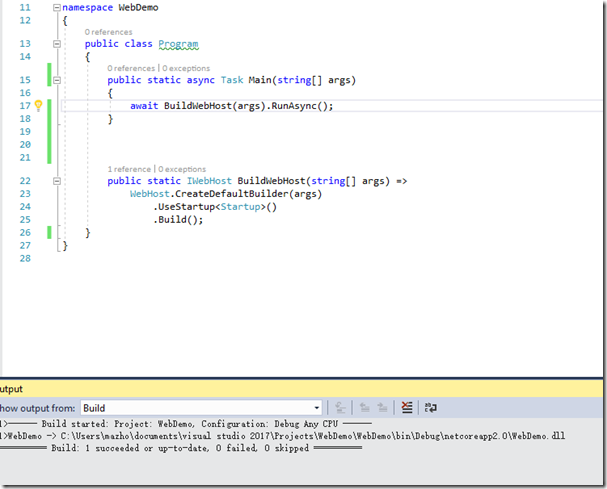 11 namespace WebDemo
12 {
0 references
13 public class Program
14 {
0 references | 0 exceptions
15 public static async Task Main(string[] args)
16 {
17 await BuildWebHost(args).RunAsync();
18 }
19
20
21
1 reference | 0 exceptions
22 public static IWebHost BuildWebHost(string[] args) =>
23 WebHost.CreateDefaultBuilder(args)
24 .UseStartup<Startup>()
25 .Build();
26 }
27 }
28
utput
how output from: Build
1>------ Build started: Project: WebDemo, Configuration: Debug Any CPU ------
1>WebDemo -> C:\Users\mazho\documents\visual studio 2017\Projects\WebDemo\WebDemo\bin\Debug\netcoreapp2.0\WebDemo.dll
========== Build: 1 succeeded or up-to-date, 0 failed, 0 skipped ==========